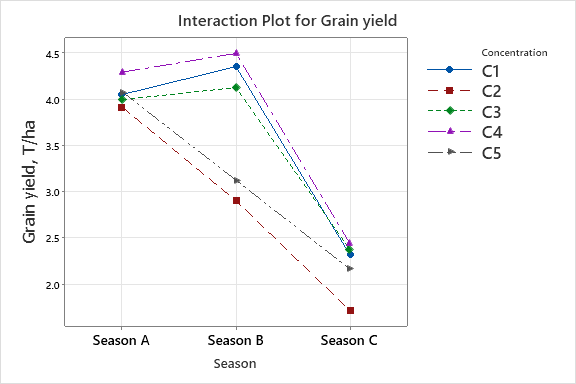 Interaction Plot for Grain yield
Concentration
C1
C2
C3
C4
C5
Grain yield, T/ha
4.5
4.0
3.5
3.0
2.5
2.0
Season A
Season B
Season C
Season